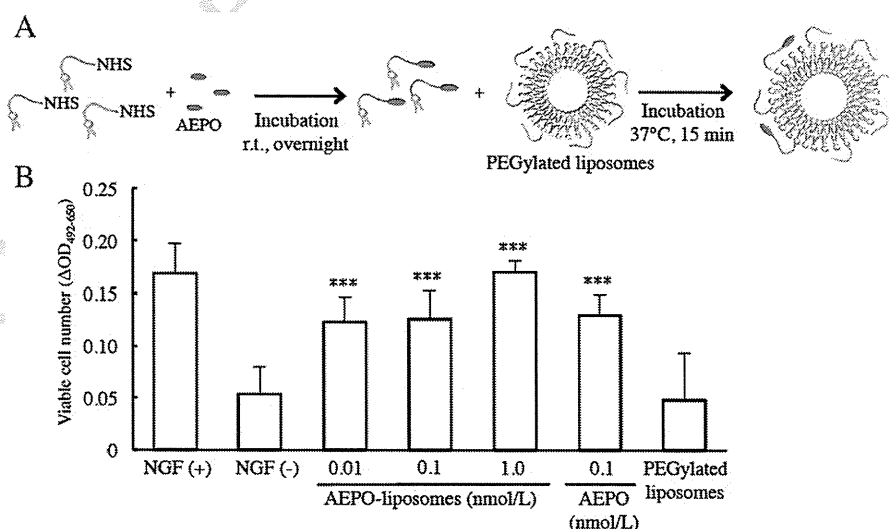 A
NHS
NHS
NHS
+
AEPO
Incubation
r.t., overnight
+
PEGylated liposomes
Incubation
37°C, 15 min
B
Viable cell number (ΔOD492-650)
0.25
0.20
0.15
0.10
0.05
0
***
***
***
***
NGF (+)
NGF (-)
0.01
0.1
1.0
AEPO-liposomes (nmol/L)
0.1
AEPO
(nmol/L)
PEGylated
liposomes